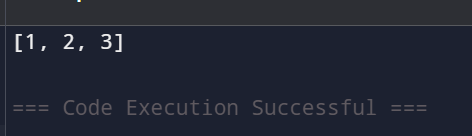 [1, 2, 3]
=== Code Execution Successful ===